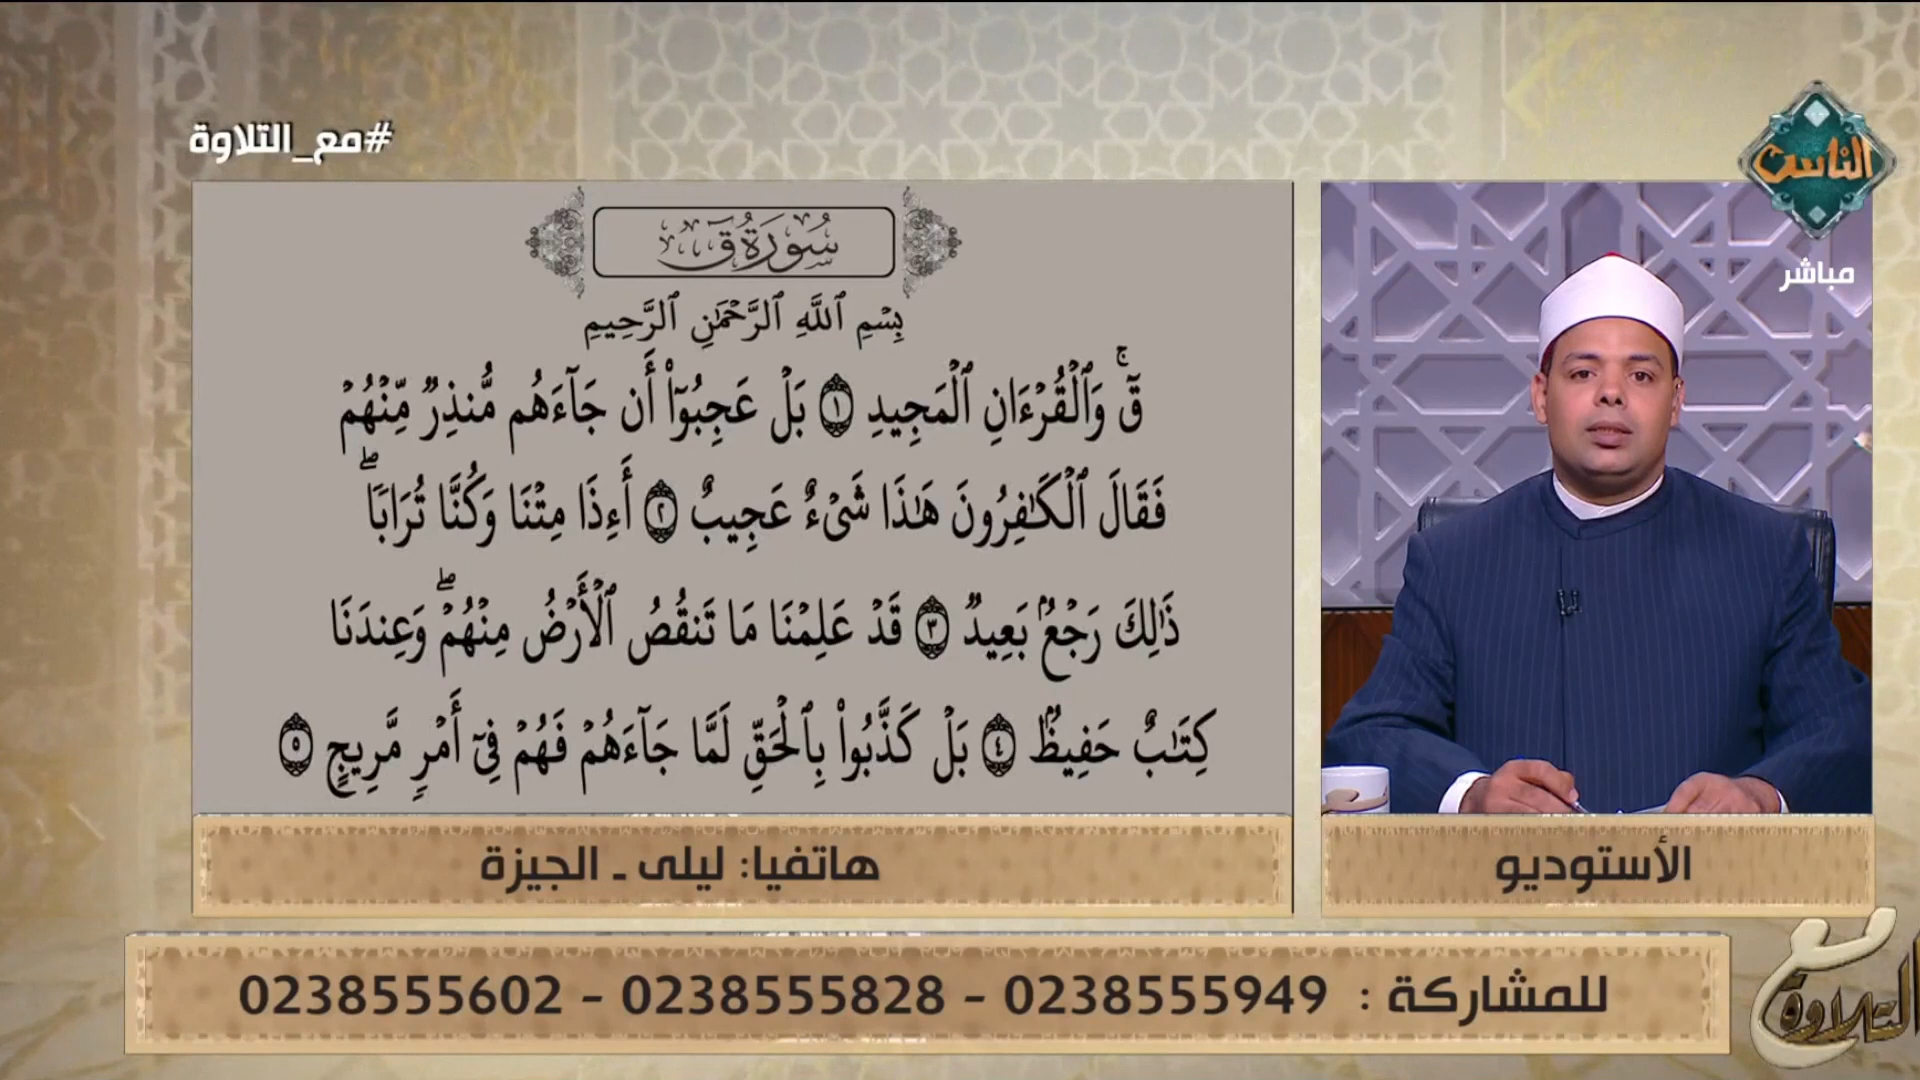 #مع_التلاوة
الناس
مباشر
سُورَةُ قٓ
بِسْمِ ٱللَّهِ ٱلرَّحْمَٰنِ ٱلرَّحِيمِ
قٓۚ وَٱلْقُرْءَانِ ٱلْمَجِيدِ ١ بَلْ عَجِبُوٓا۟ أَن جَآءَهُم مُّنذِرٌ مِّنْهُمْ
فَقَالَ ٱلْكَٰفِرُونَ هَٰذَا شَىْءٌ عَجِيبٌ ٢ أَءِذَا مِتْنَا وَكُنَّا تُرَابًاۖ
ذَٰلِكَ رَجْعٌۢ بَعِيدٌ ٣ قَدْ عَلِمْنَا مَا تَنقُصُ ٱلْأَرْضُ مِنْهُمْۖ وَعِندَنَا
كِتَٰبٌ حَفِيظٌۢ ٤ بَلْ كَذَّبُوا۟ بِٱلْحَقِّ لَمَّا جَآءَهُمْ فَهُمْ فِىٓ أَمْرٍ مَّرِيجٍ ٥
هاتفيا: ليلى ـ الجيزة
الأستوديو
للمشاركة : 0238555949 - 0238555828 - 0238555602
مع التلاوة